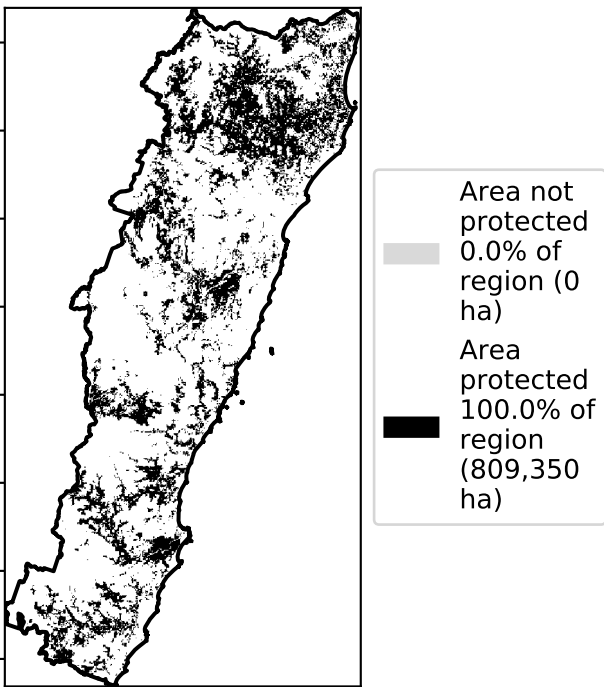 Area not
protected
0.0% of
region (0
ha)
Area
protected
100.0% of
region
(809,350
ha)